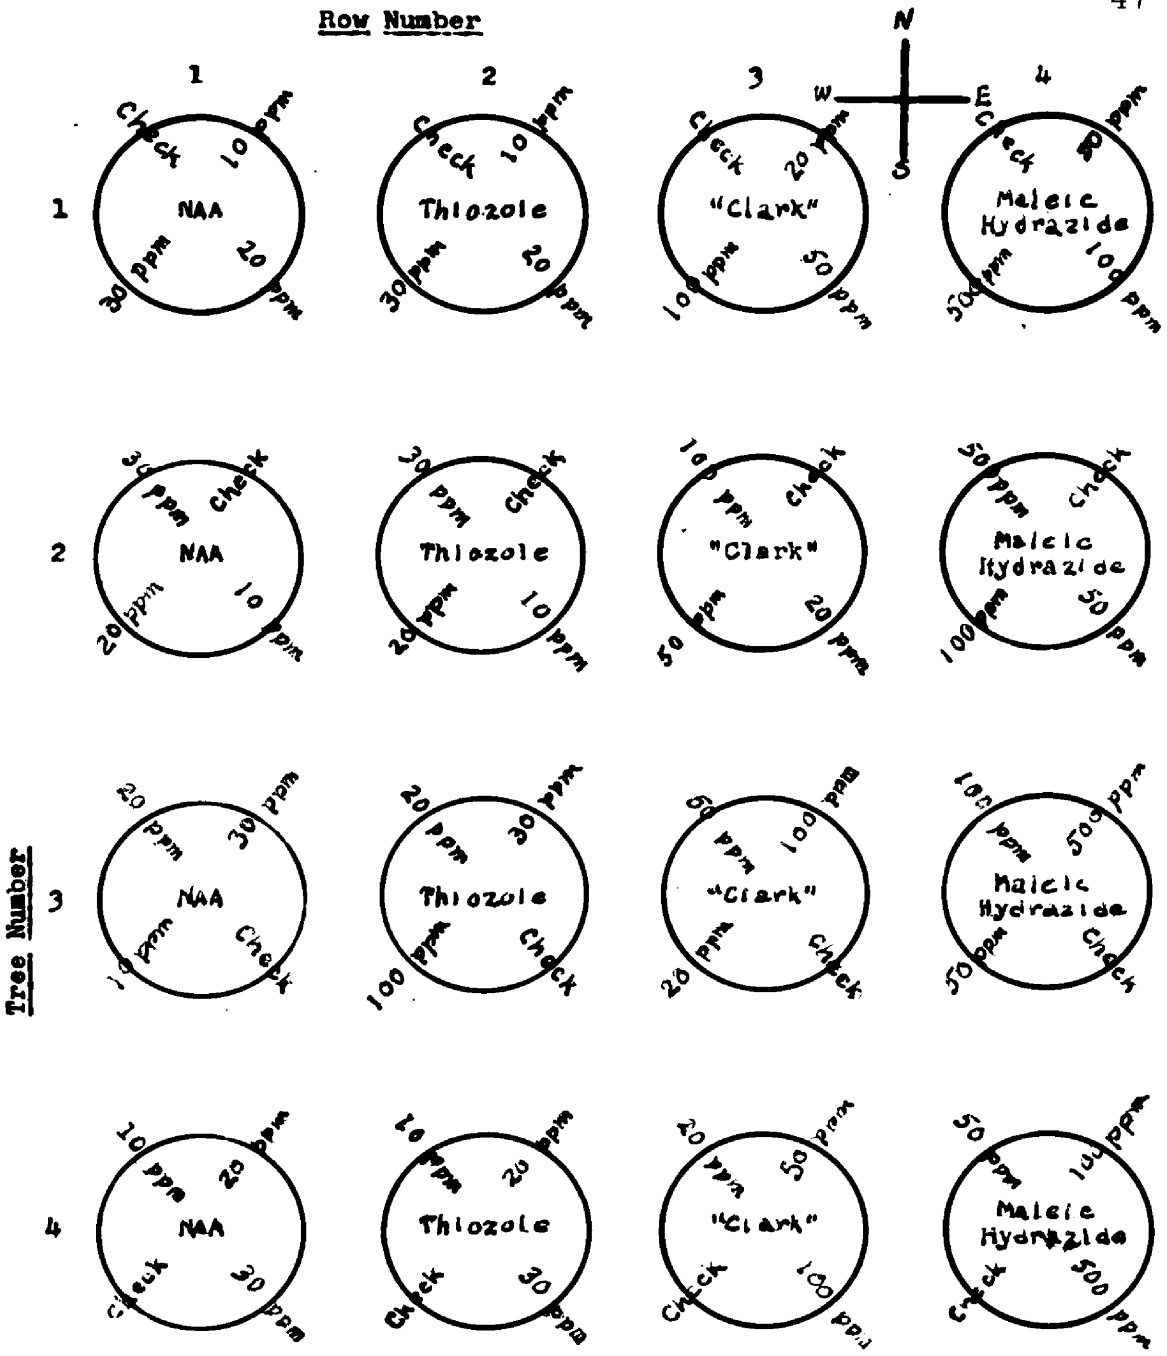 47
Row Number
N
W E
S
1 2 3 4
Check 10 ppm Check 10 ppm Check 20 ppm Check 50 ppm
1 NAA Thiozole "Clark" Maleic Hydrazide
30 ppm 20 ppm 30 ppm 20 ppm 100 ppm 50 ppm 500 ppm 100 ppm
30 ppm Check 30 ppm Check 100 ppm Check 50 ppm Check
2 NAA Thiozole "Clark" Maleic Hydrazide
20 ppm 10 ppm 20 ppm 10 ppm 50 ppm 20 ppm 100 ppm 50 ppm
20 ppm 30 ppm 20 ppm 30 ppm 50 ppm 100 ppm 100 ppm 500 ppm
Tree Number
3 NAA Thiozole "Clark" Maleic Hydrazide
10 ppm Check 100 ppm Check 20 ppm Check 50 ppm Check
10 ppm 20 ppm 10 ppm 20 ppm 20 ppm 50 ppm 50 ppm 100 ppm
4 NAA Thiozole "Clark" Maleic Hydrazide
Check 30 ppm Check 30 ppm Check 100 ppm Check 500 ppm